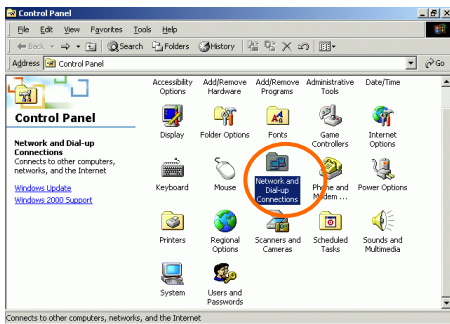 Control Panel
File Edit View Favorites Tools Help
Back Search Folders History
Address Control Panel Go
Control Panel
Network and Dial-up
Connections
Connects to other computers,
networks, and the Internet
Windows Update
Windows 2000 Support
Accessibility Options
Add/Remove Hardware
Add/Remove Programs
Administrative Tools
Date/Time
Display
Folder Options
Fonts
Game Controllers
Internet Options
Keyboard
Mouse
Network and Dial-up Connections
Phone and Modem ...
Power Options
Printers
Regional Options
Scanners and Cameras
Scheduled Tasks
Sounds and Multimedia
System
Users and Passwords
Connects to other computers, networks, and the Internet